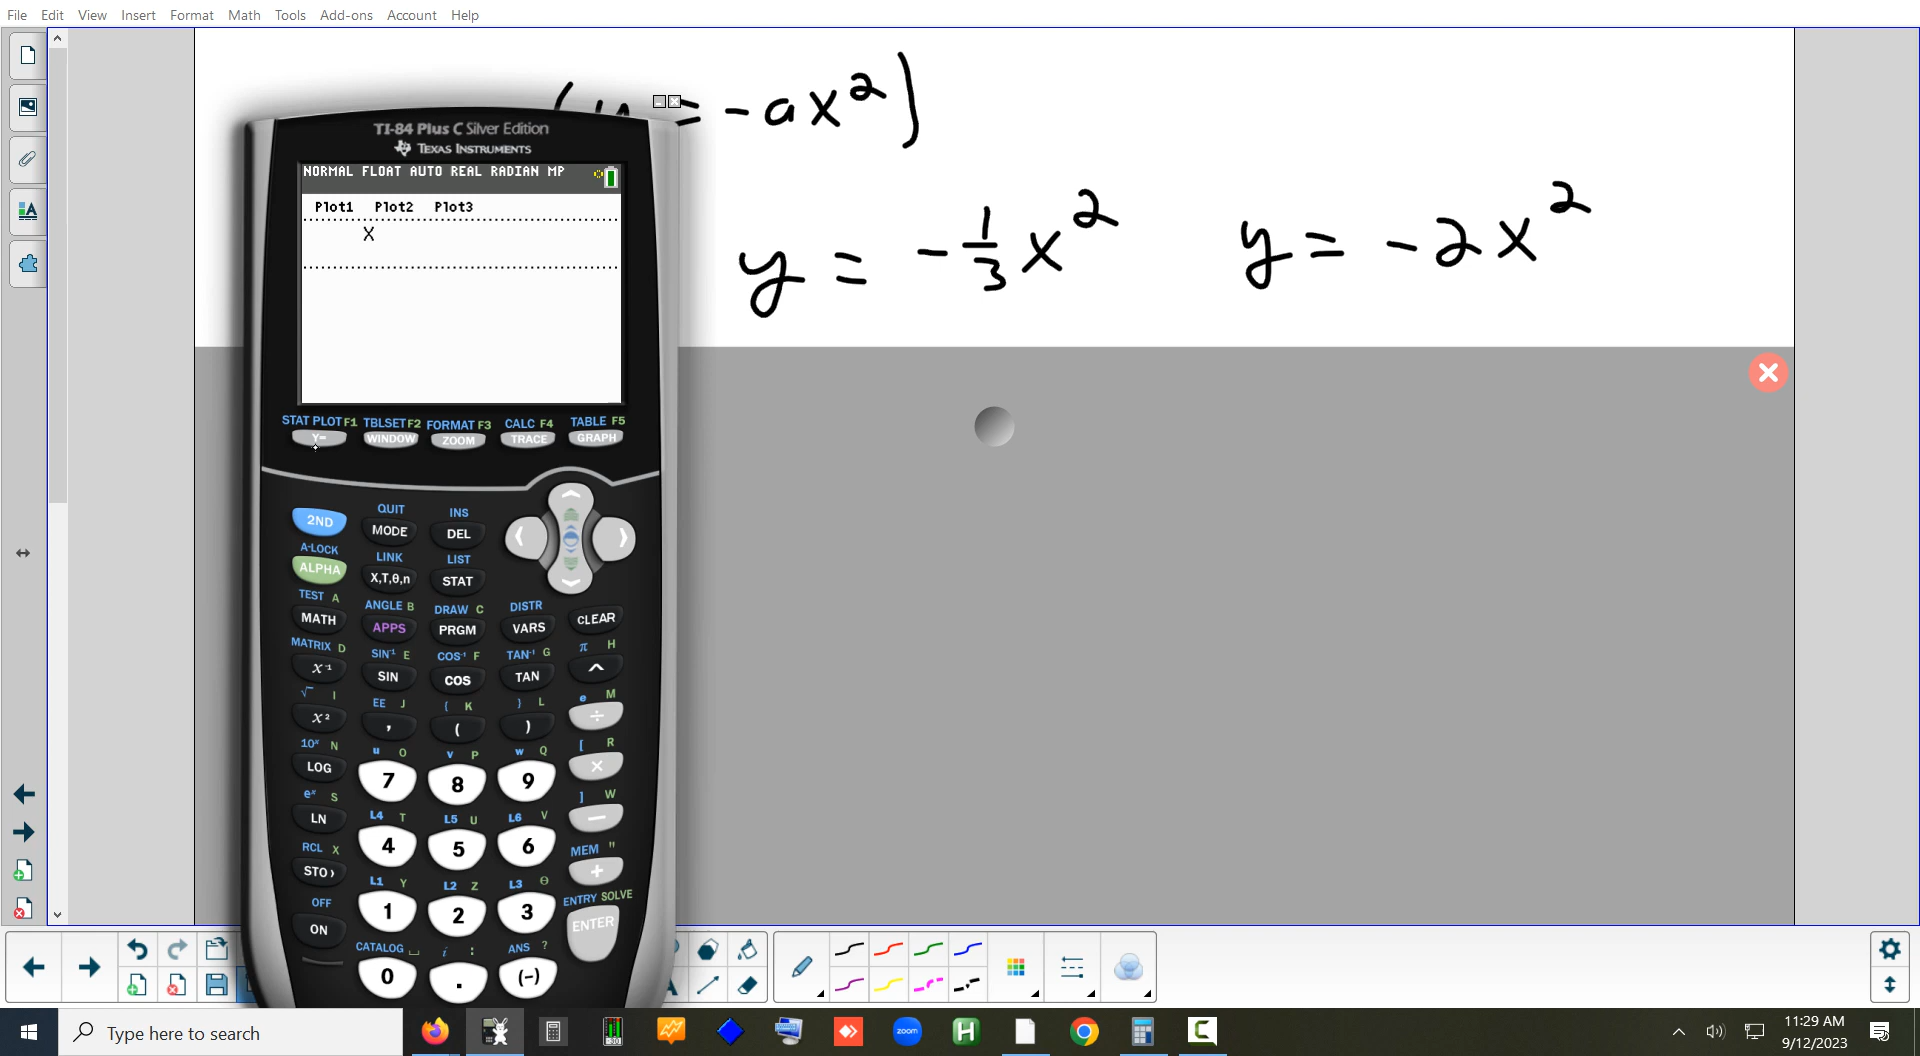 File Edit View Insert Format Math Tools Add-ons Account Help
= -ax²)
y = -1/3 x² y = -2x²
TI-84 Plus C Silver Edition
TEXAS INSTRUMENTS
NORMAL FLOAT AUTO REAL RADIAN MP
Plot1 Plot2 Plot3
X
STAT PLOT F1 TBLSET F2 FORMAT F3 CALC F4 TABLE F5
Y= WINDOW ZOOM TRACE GRAPH
QUIT INS
2ND MODE DEL
A-LOCK LINK LIST
ALPHA X,T,θ,n STAT
TEST A ANGLE B DRAW C DISTR
MATH APPS PRGM VARS CLEAR
MATRIX D SIN⁻¹ E COS⁻¹ F TAN⁻¹ G π H
X⁻¹ SIN COS TAN ^
√ I EE J { K } L e M
X² , ( ) ÷
10ˣ N u O v P w Q [ R
LOG 7 8 9 ×
eˣ S L4 T L5 U L6 V ] W
LN 4 5 6 −
RCL X L1 Y L2 Z L3 θ MEM "
STO› 1 2 3 +
OFF CATALOG ␣ i : ANS ? ENTRY SOLVE
ON 0 . (-) ENTER
Type here to search
zoom
H
C
11:29 AM
9/12/2023